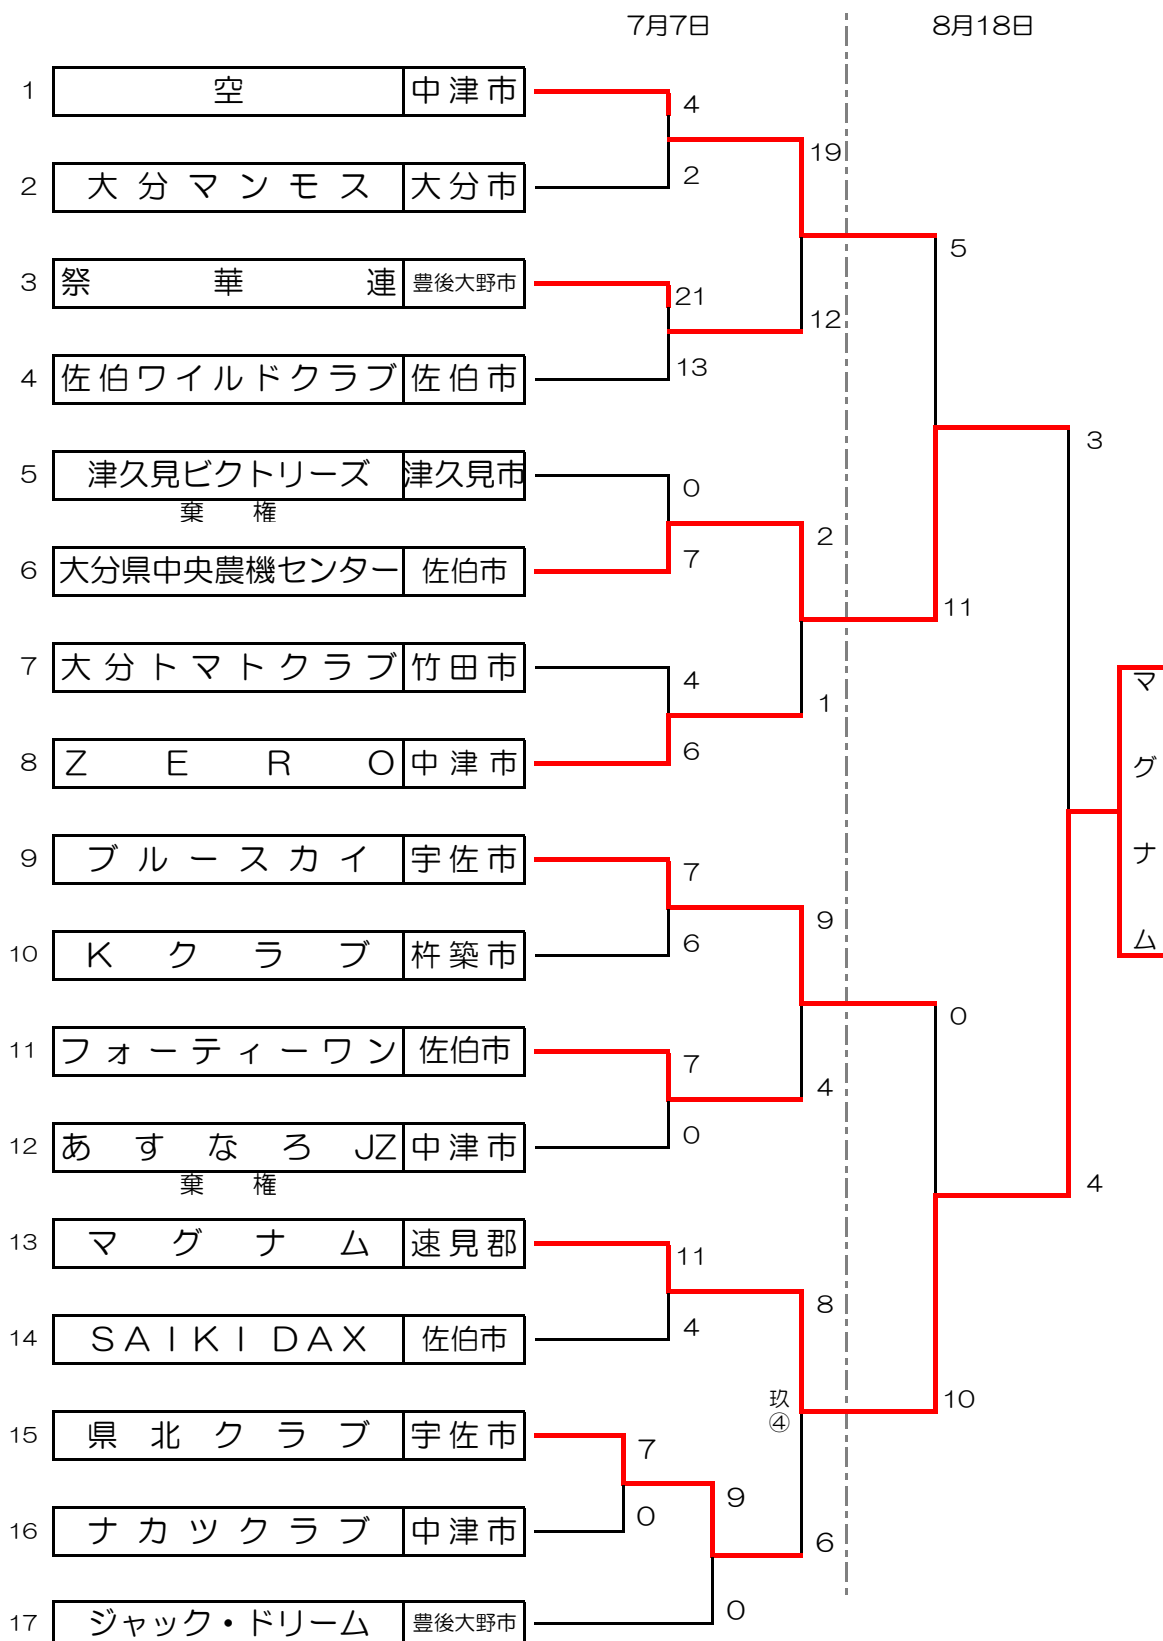 7月7日 8月18日
1 空 中津市
4
19
2 大分マンモス 大分市
2
5
3 祭華連 豊後大野市
21
12
4 佐伯ワイルドクラブ 佐伯市
13
3
5 津久見ビクトリーズ 津久見市
0
棄権
2
6 大分県中央農機センター 佐伯市
7
11
7 大分トマトクラブ 竹田市
4
1
8 ZERO 中津市
6
マグナム
9 ブルースカイ 宇佐市
7
9
10 Kクラブ 杵築市
6
0
11 フォーティーワン 佐伯市
7
4
12 あすなろJZ 中津市
0
棄権
4
13 マグナム 速見郡
11
8
14 SAIKI DAX 佐伯市
4
玖④
10
15 県北クラブ 宇佐市
7
9
16 ナカツクラブ 中津市
0
6
17 ジャック・ドリーム 豊後大野市
0